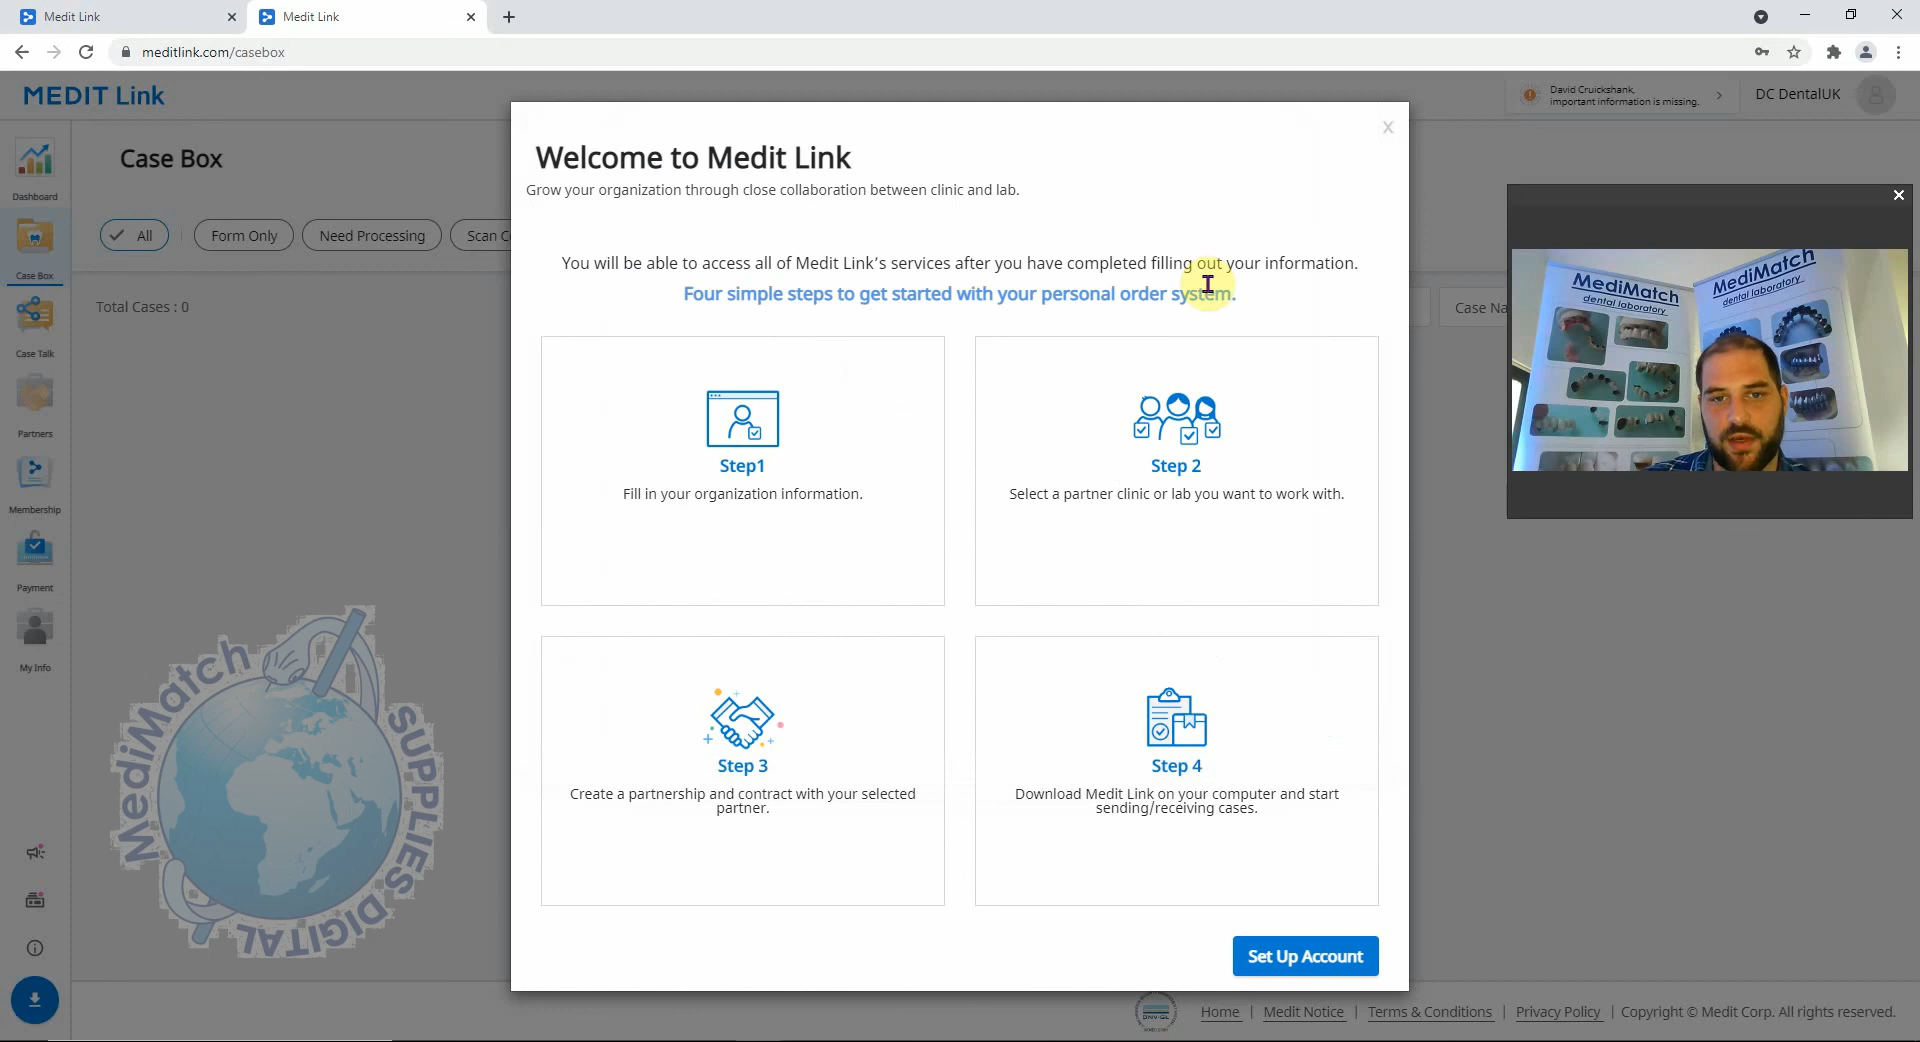 Medit Link
Medit Link
meditlink.com/casebox
MEDIT Link
David Cruickshank,
important information is missing.
DC DentalUK
Dashboard
Case Box
Case Talk
Partners
Membership
Payment
My Info
Case Box
All
Form Only
Need Processing
Scan C
Total Cases : 0
Case Na
X
Welcome to Medit Link
Grow your organization through close collaboration between clinic and lab.
You will be able to access all of Medit Link's services after you have completed filling out your information.
Four simple steps to get started with your personal order system.
Step1
Fill in your organization information.
Step 2
Select a partner clinic or lab you want to work with.
Step 3
Create a partnership and contract with your selected
partner.
Step 4
Download Medit Link on your computer and start
sending/receiving cases.
Set Up Account
MediMatch
dental laboratory
MediMatch
dental laboratory
MediMatch SUPPLIES DIGITAL
DNV·GL
Home | Medit Notice | Terms & Conditions | Privacy Policy | Copyright © Medit Corp. All rights reserved.